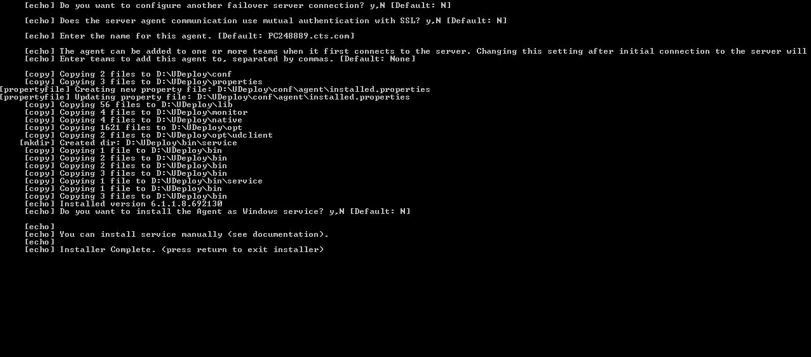 [echo] Do you want to configure another failover server connection? y,N [Default: N]
[echo] Does the server agent communication use mutual authentication with SSL? y,N [Default: N]
[echo] Enter the name for this agent. [Default: PC248889.cts.com]
[echo] The agent can be added to one or more teams when it first connects to the server. Changing this setting after initial connection to the server will
[echo] Enter teams to add this agent to, separated by commas. [Default: None]
[copy] Copying 2 files to D:\UDeploy\conf
[copy] Copying 3 files to D:\UDeploy\properties
[propertyfile] Creating new property file: D:\UDeploy\conf\agent\installed.properties
[propertyfile] Updating property file: D:\UDeploy\conf\agent\installed.properties
[copy] Copying 56 files to D:\UDeploy\lib
[copy] Copying 4 files to D:\UDeploy\monitor
[copy] Copying 4 files to D:\UDeploy\native
[copy] Copying 1621 files to D:\UDeploy\opt
[copy] Copying 2 files to D:\UDeploy\opt\udclient
[mkdir] Created dir: D:\UDeploy\bin\service
[copy] Copying 1 file to D:\UDeploy\bin
[copy] Copying 2 files to D:\UDeploy\bin
[copy] Copying 2 files to D:\UDeploy\bin
[copy] Copying 3 files to D:\UDeploy\bin
[copy] Copying 1 file to D:\UDeploy\bin\service
[copy] Copying 1 file to D:\UDeploy\bin
[copy] Copying 3 files to D:\UDeploy\bin
[echo] Installed version 6.1.1.8.692130
[echo] Do you want to install the Agent as Windows service? y,N [Default: N]
[echo]
[echo] You can install service manually (see documentation).
[echo]
[echo] Installer Complete. (press return to exit installer)